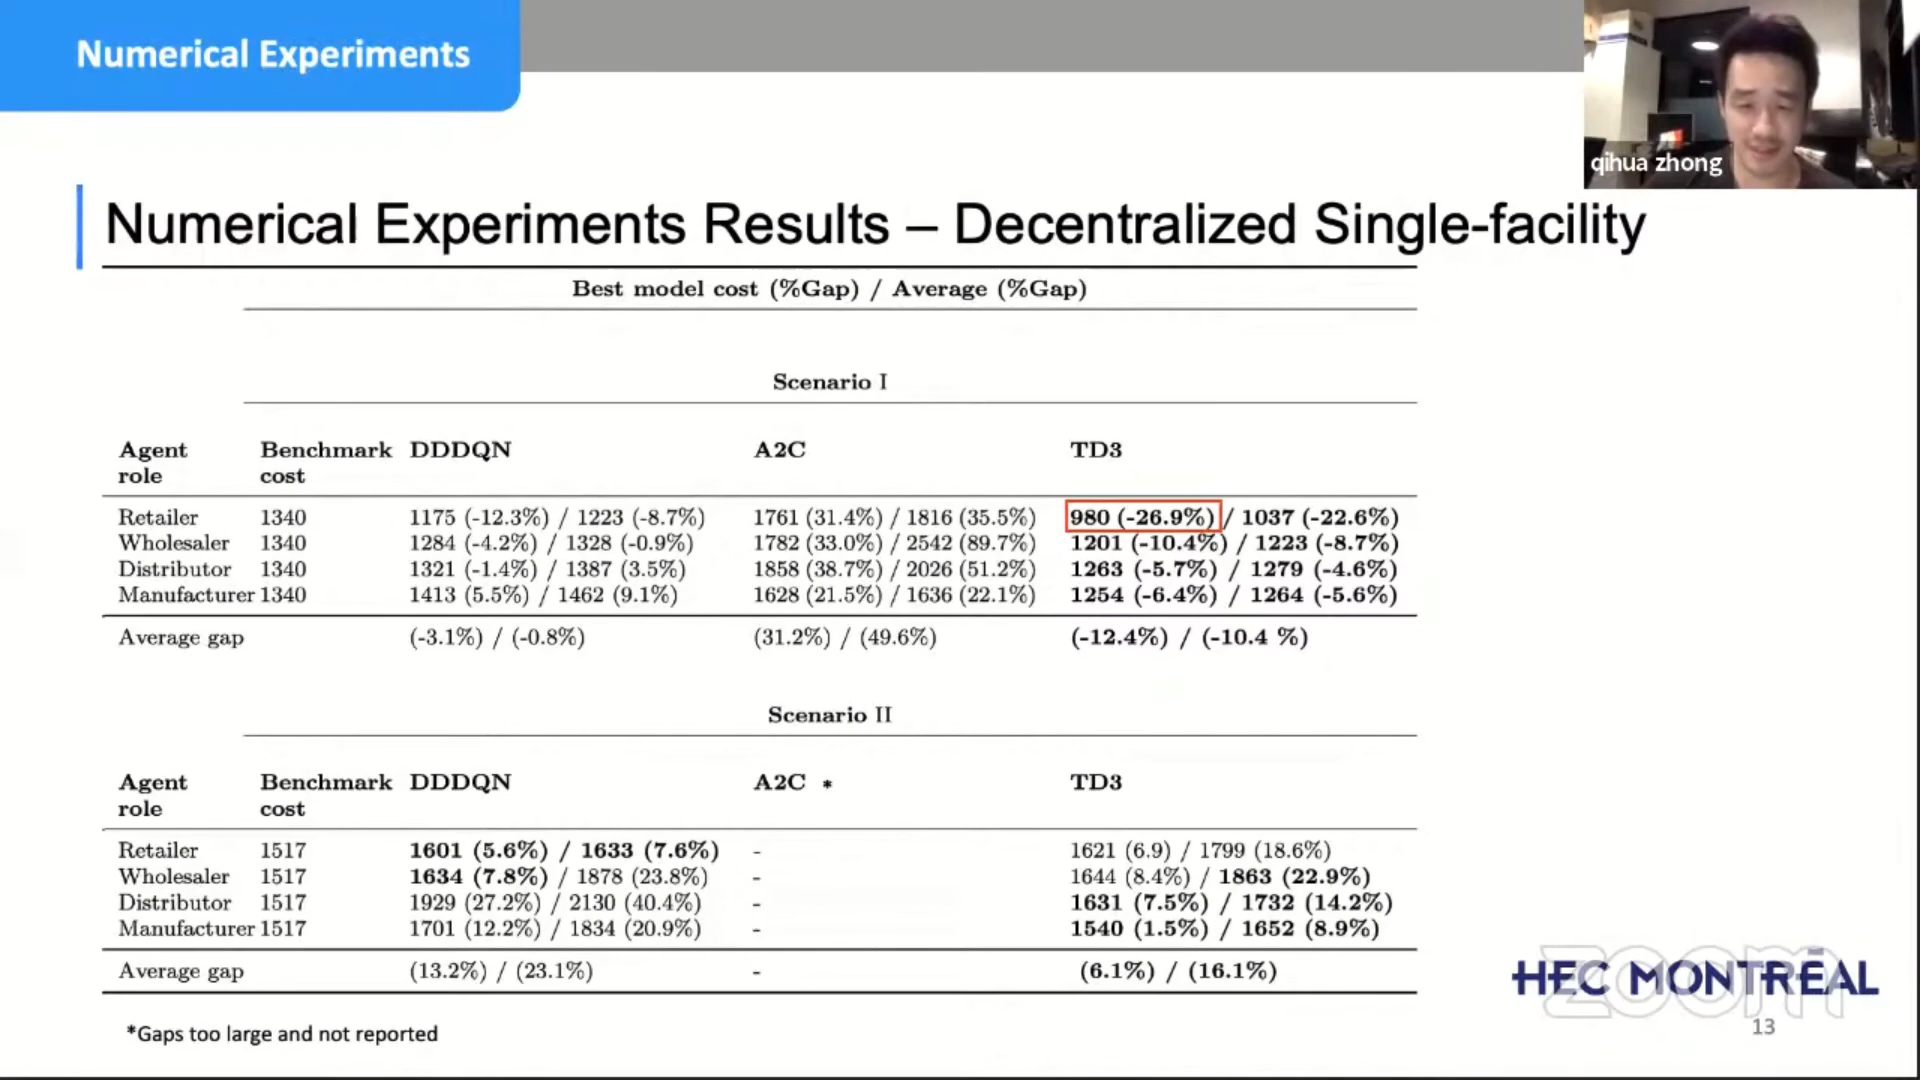 Numerical Experiments
qihua zhong
Numerical Experiments Results – Decentralized Single-facility
Best model cost (%Gap) / Average (%Gap)
Scenario I
Agent role Benchmark cost DDDQN A2C TD3
Retailer 1340 1175 (-12.3%) / 1223 (-8.7%) 1761 (31.4%) / 1816 (35.5%) 980 (-26.9%) / 1037 (-22.6%)
Wholesaler 1340 1284 (-4.2%) / 1328 (-0.9%) 1782 (33.0%) / 2542 (89.7%) 1201 (-10.4%) / 1223 (-8.7%)
Distributor 1340 1321 (-1.4%) / 1387 (3.5%) 1858 (38.7%) / 2026 (51.2%) 1263 (-5.7%) / 1279 (-4.6%)
Manufacturer 1340 1413 (5.5%) / 1462 (9.1%) 1628 (21.5%) / 1636 (22.1%) 1254 (-6.4%) / 1264 (-5.6%)
Average gap (-3.1%) / (-0.8%) (31.2%) / (49.6%) (-12.4%) / (-10.4 %)
Scenario II
Agent role Benchmark cost DDDQN A2C * TD3
Retailer 1517 1601 (5.6%) / 1633 (7.6%) - 1621 (6.9) / 1799 (18.6%)
Wholesaler 1517 1634 (7.8%) / 1878 (23.8%) - 1644 (8.4%) / 1863 (22.9%)
Distributor 1517 1929 (27.2%) / 2130 (40.4%) - 1631 (7.5%) / 1732 (14.2%)
Manufacturer 1517 1701 (12.2%) / 1834 (20.9%) - 1540 (1.5%) / 1652 (8.9%)
Average gap (13.2%) / (23.1%) - (6.1%) / (16.1%)
HEC MONTRÉAL
zoom
*Gaps too large and not reported
13